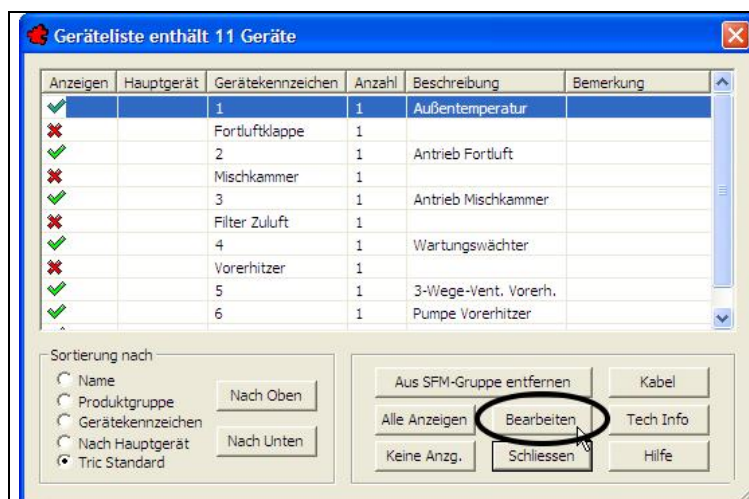 Geräteliste enthält 11 Geräte
Anzeigen Hauptgerät Gerätekennzeichen Anzahl Beschreibung Bemerkung
1 1 Außentemperatur
Fortluftklappe 1
2 1 Antrieb Fortluft
Mischkammer 1
3 1 Antrieb Mischkammer
Filter Zuluft 1
4 1 Wartungswächter
Vorerhitzer 1
5 1 3-Wege-Vent. Vorerh.
6 1 Pumpe Vorerhitzer
Sortierung nach
Name
Produktgruppe
Gerätekennzeichen
Nach Hauptgerät
Tric Standard
Nach Oben
Nach Unten
Aus SFM-Gruppe entfernen Kabel
Alle Anzeigen Bearbeiten Tech Info
Keine Anzg. Schliessen Hilfe